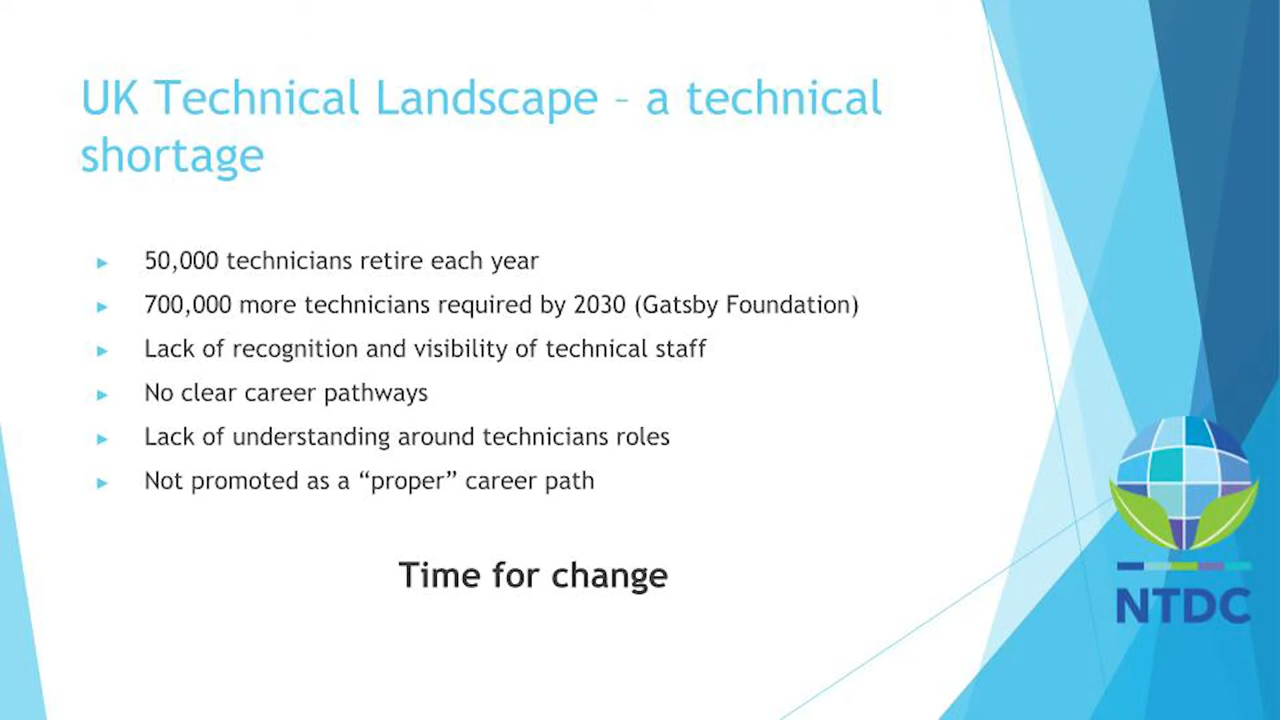 UK Technical Landscape – a technical
shortage
50,000 technicians retire each year
700,000 more technicians required by 2030 (Gatsby Foundation)
Lack of recognition and visibility of technical staff
No clear career pathways
Lack of understanding around technicians roles
Not promoted as a “proper” career path
Time for change
NTDC